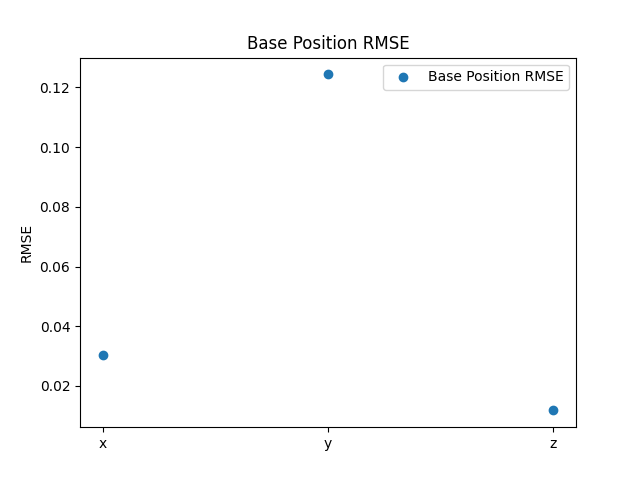 Base Position RMSE
Base Position RMSE
0.12
0.10
0.08
0.06
0.04
0.02
RMSE
x
y
z